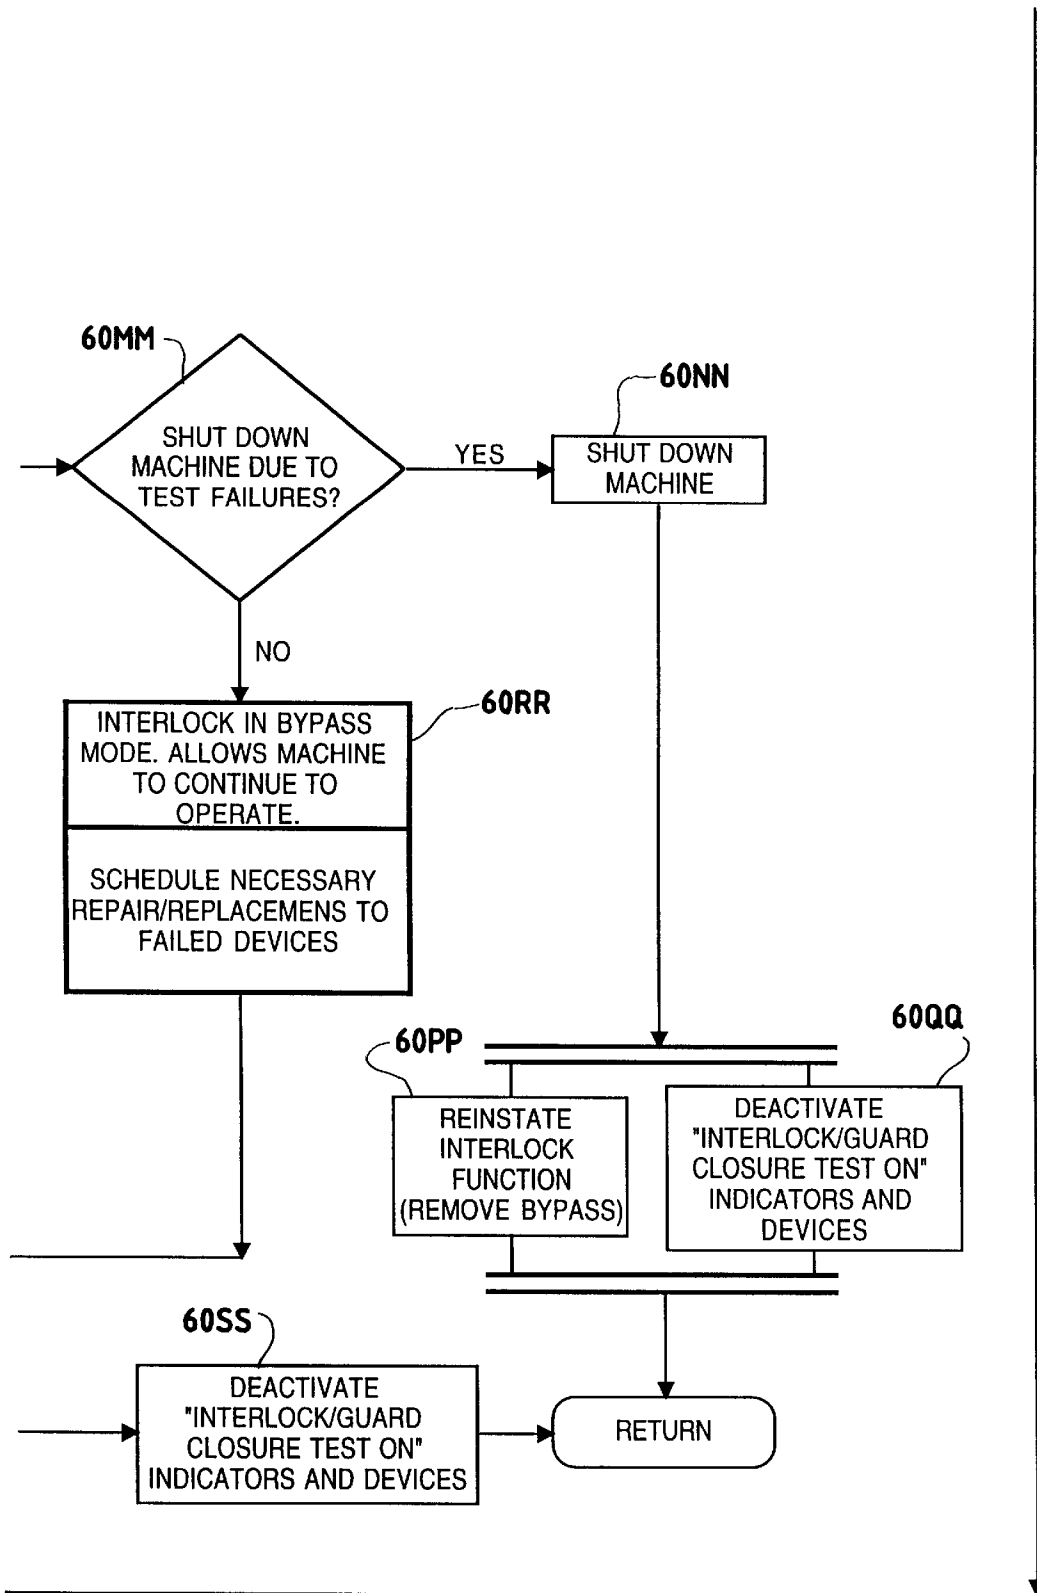 60MM
SHUT DOWN
MACHINE DUE TO
TEST FAILURES?
YES
60NN
SHUT DOWN
MACHINE
NO
60RR
INTERLOCK IN BYPASS
MODE. ALLOWS MACHINE
TO CONTINUE TO
OPERATE.
SCHEDULE NECESSARY
REPAIR/REPLACEMENS TO
FAILED DEVICES
60PP
REINSTATE
INTERLOCK
FUNCTION
(REMOVE BYPASS)
60QQ
DEACTIVATE
"INTERLOCK/GUARD
CLOSURE TEST ON"
INDICATORS AND
DEVICES
60SS
DEACTIVATE
"INTERLOCK/GUARD
CLOSURE TEST ON"
INDICATORS AND DEVICES
RETURN